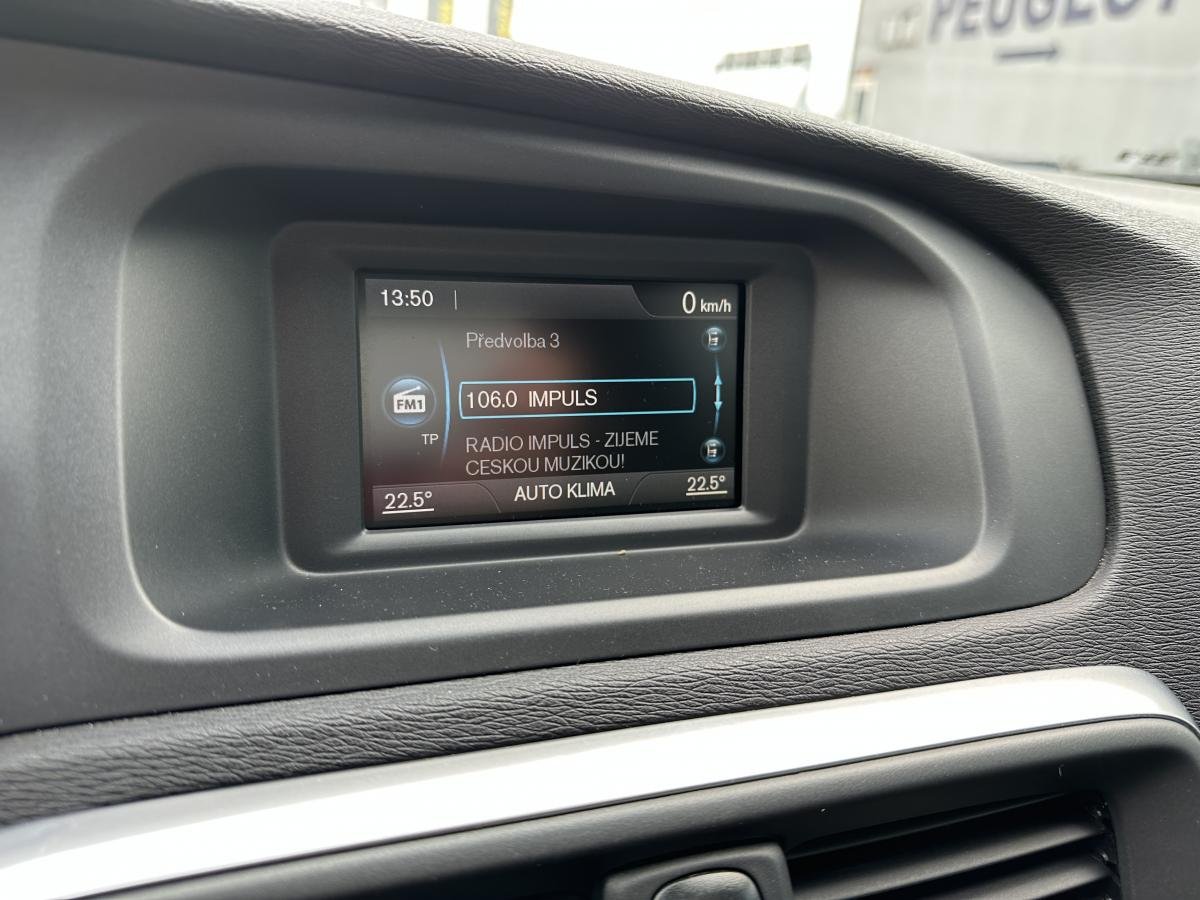 PEUGEOT
13:50
0 km/h
Předvolba 3
FM1
106.0 IMPULS
TP
RADIO IMPULS - ZIJEME
CESKOU MUZIKOU!
22.5°
AUTO KLIMA
22.5°